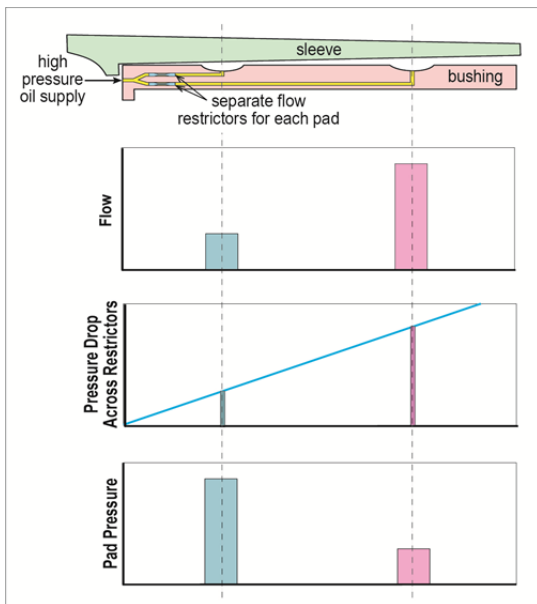 sleeve
high
pressure
oil supply
bushing
separate flow
restrictors for each pad
Flow
Pressure Drop
Across Restrictors
Pad Pressure